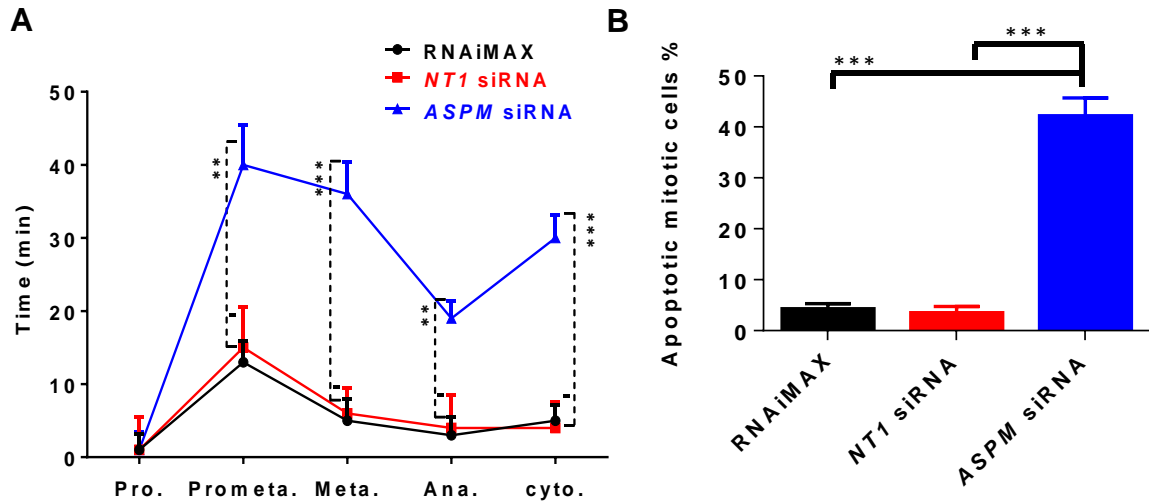 A
RNAiMAX
NT1 siRNA
ASPM siRNA
Time (min)
50
40
30
20
10
0
**
***
**
***
Pro. Prometa. Meta. Ana. cyto.
B
***
***
Apoptotic mitotic cells %
50
40
30
20
10
0
RNAiMAX
NT1 siRNA
ASPM siRNA